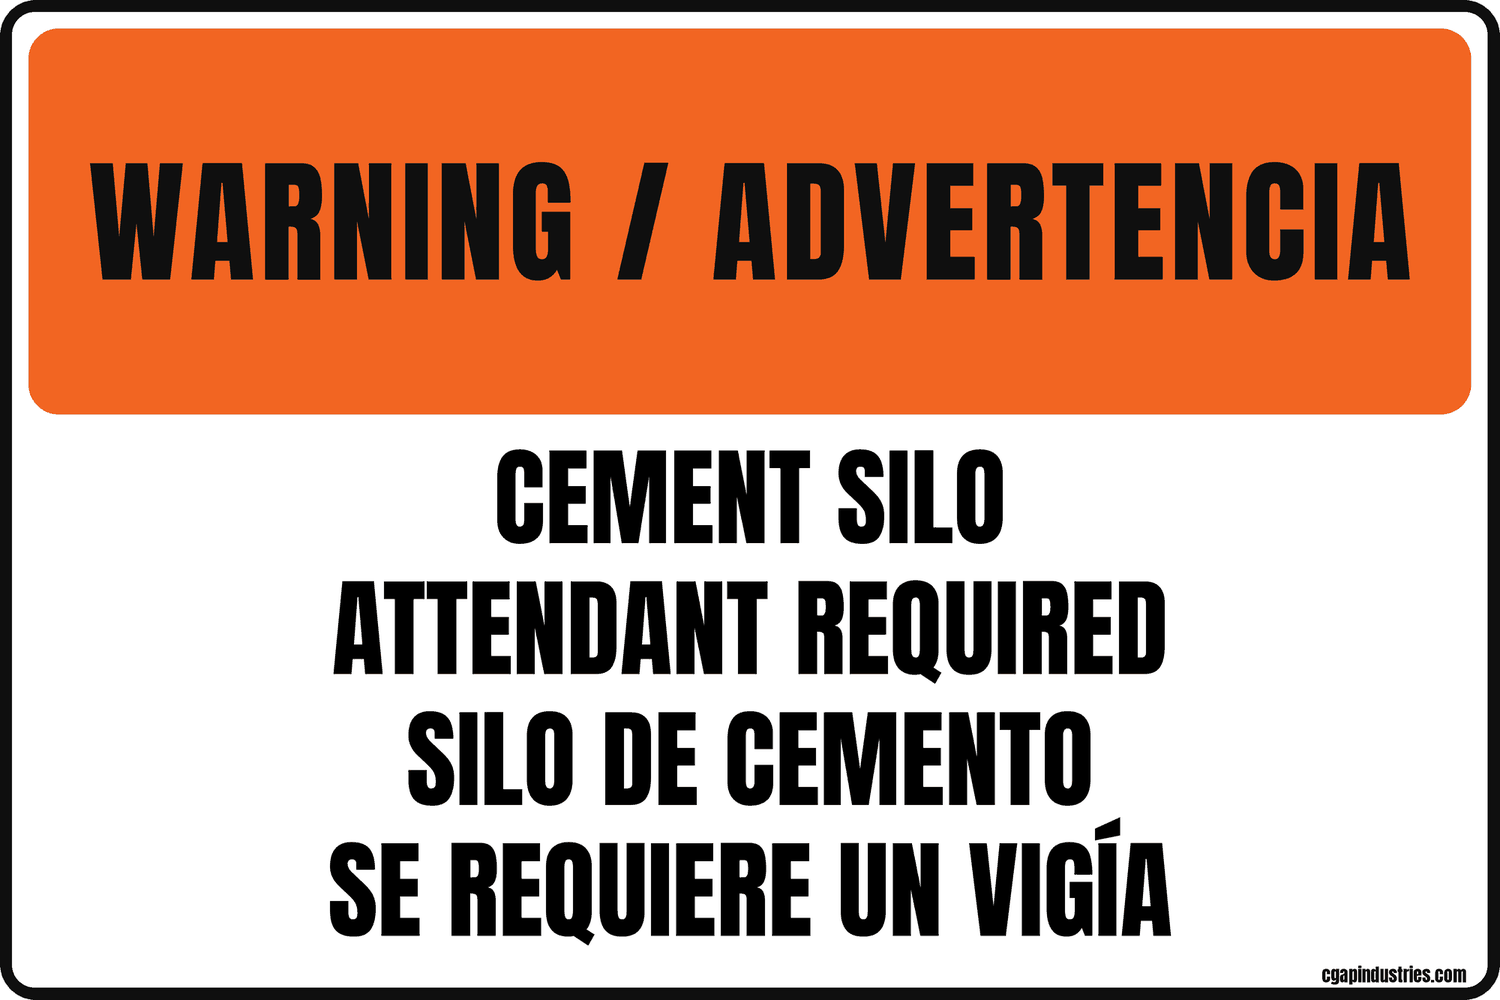 WARNING / ADVERTENCIA
CEMENT SILO
ATTENDANT REQUIRED
SILO DE CEMENTO
SE REQUIERE UN VIGÍA
cgapindustries.com